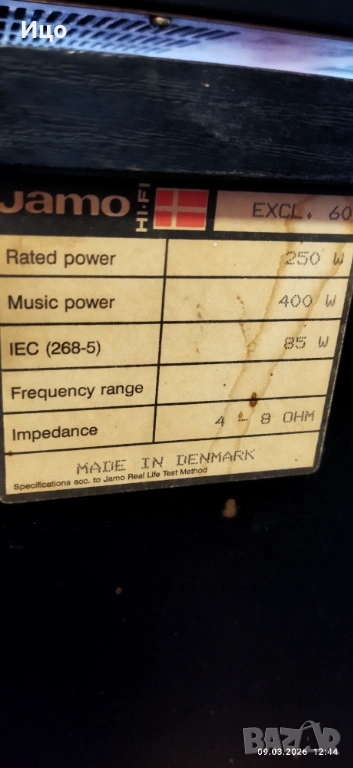 Ицо
Jamo HI-FI EXCL. 60
Rated power 250 W
Music power 400 W
IEC (268-5) 85 W
Frequency range
Impedance 4 - 8 OHM
MADE IN DENMARK
Specifications acc. to Jamo Real Life Test Method
BAZAR
09.03.2026 12:44